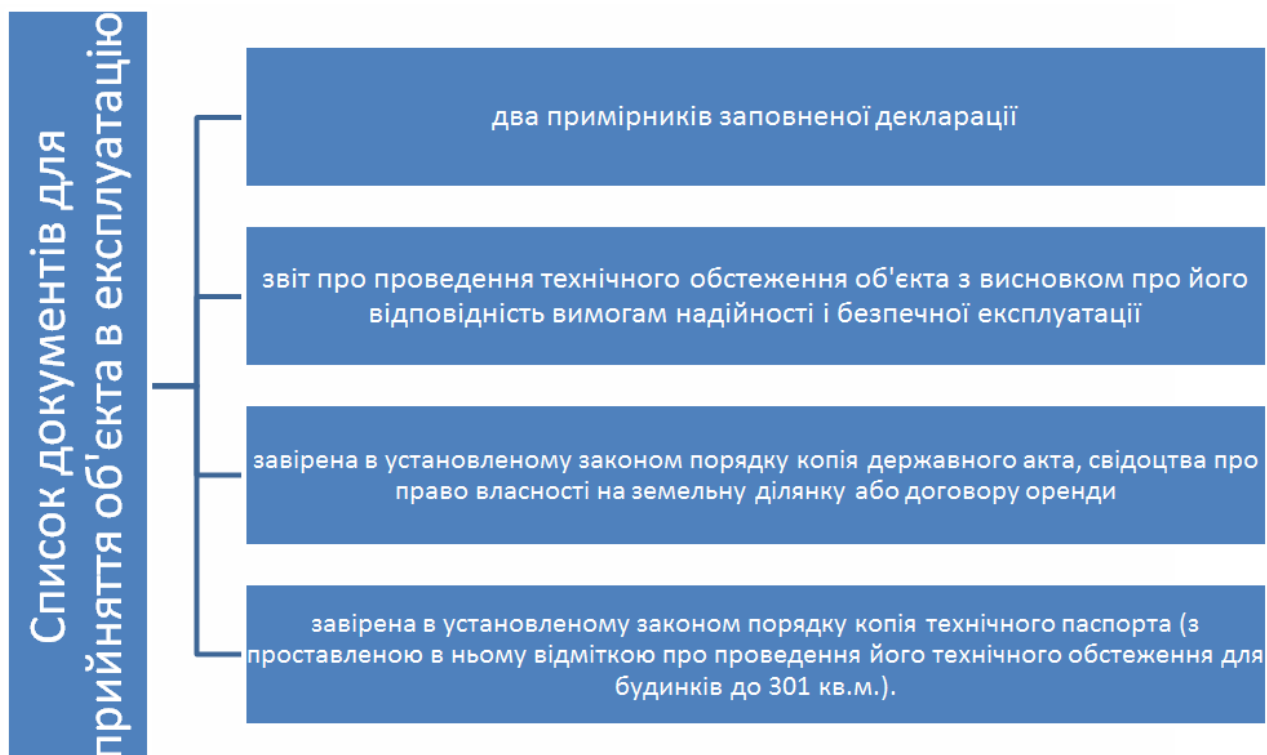 Список документів для
прийняття об'єкта в експлуатацію
два примірників заповненої декларації
звіт про проведення технічного обстеження об'єкта з висновком про його
відповідність вимогам надійності і безпечної експлуатації
завірена в установленому законом порядку копія державного акта, свідоцтва про
право власності на земельну ділянку або договору оренди
завірена в установленому законом порядку копія технічного паспорта (з
проставленою в ньому відміткою про проведення його технічного обстеження для
будинків до 301 кв.м.).